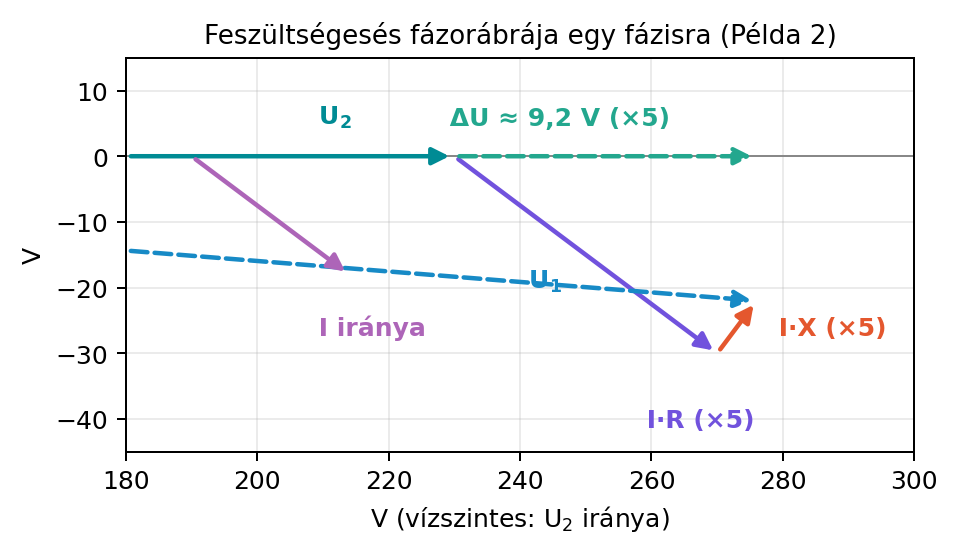 Feszültségesés fázorábrája egy fázisra (Példa 2)
10
0
−10
−20
−30
−40
V
U₂
ΔU ≈ 9,2 V (×5)
U₁
I iránya
I·X (×5)
I·R (×5)
180
200
220
240
260
280
300
V (vízszintes: U₂ iránya)